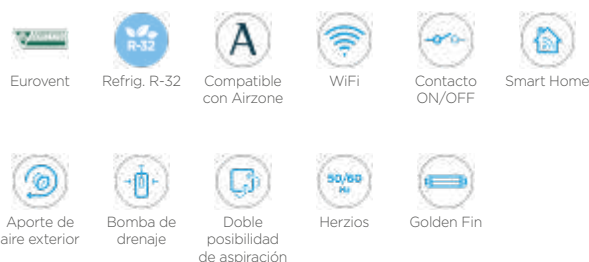 R-32
A
Eurovent
Refrig. R-32
Compatible
con Airzone
WiFi
Contacto
ON/OFF
Smart Home
50/60
Hz
Aporte de
aire exterior
Bomba de
drenaje
Doble
posibilidad
de aspiración
Herzios
Golden Fin